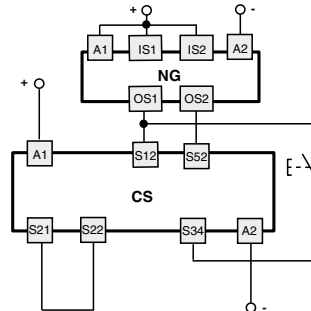 + -
A1 IS1 IS2 A2
NG
+ OS1 OS2
A1 S12 S52
CS
S21 S22 S34 A2
-